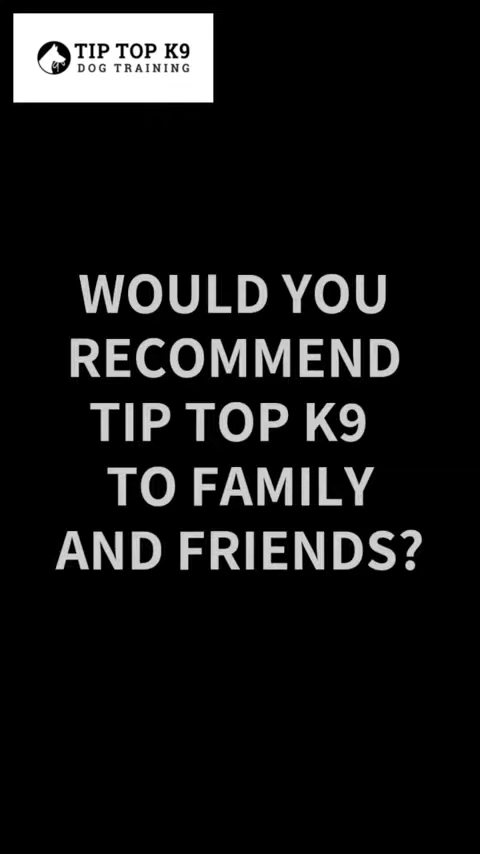 TIP TOP K9
DOG TRAINING
WOULD YOU
RECOMMEND
TIP TOP K9
TO FAMILY
AND FRIENDS?